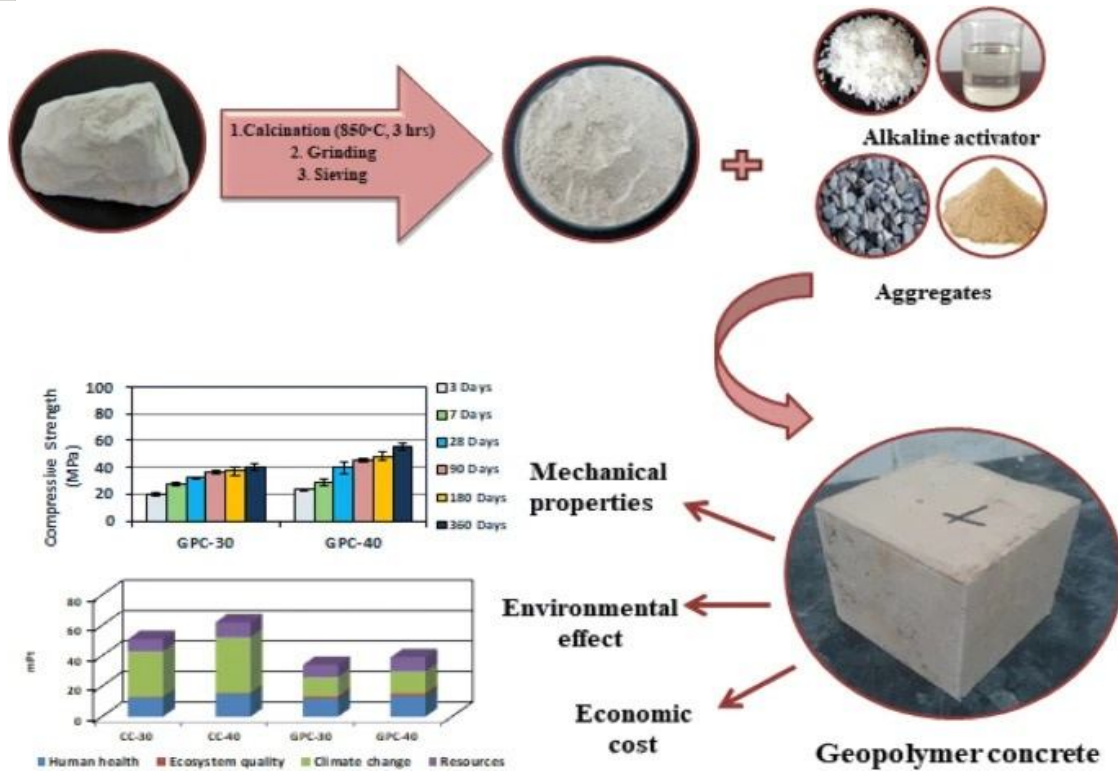 1.Calcination (850°C, 3 hrs)
2. Grinding
3. Sieving
Alkaline activator
Aggregates
Compressive Strength
(MPa)
100
80
60
40
20
0
GPC-30
GPC-40
3 Days
7 Days
28 Days
90 Days
180 Days
360 Days
Mechanical
properties
Environmental
effect
Economic
cost
Geopolymer concrete
mPt
80
60
40
20
0
CC-30
CC-40
GPC-30
GPC-40
Human health
Ecosystem quality
Climate change
Resources